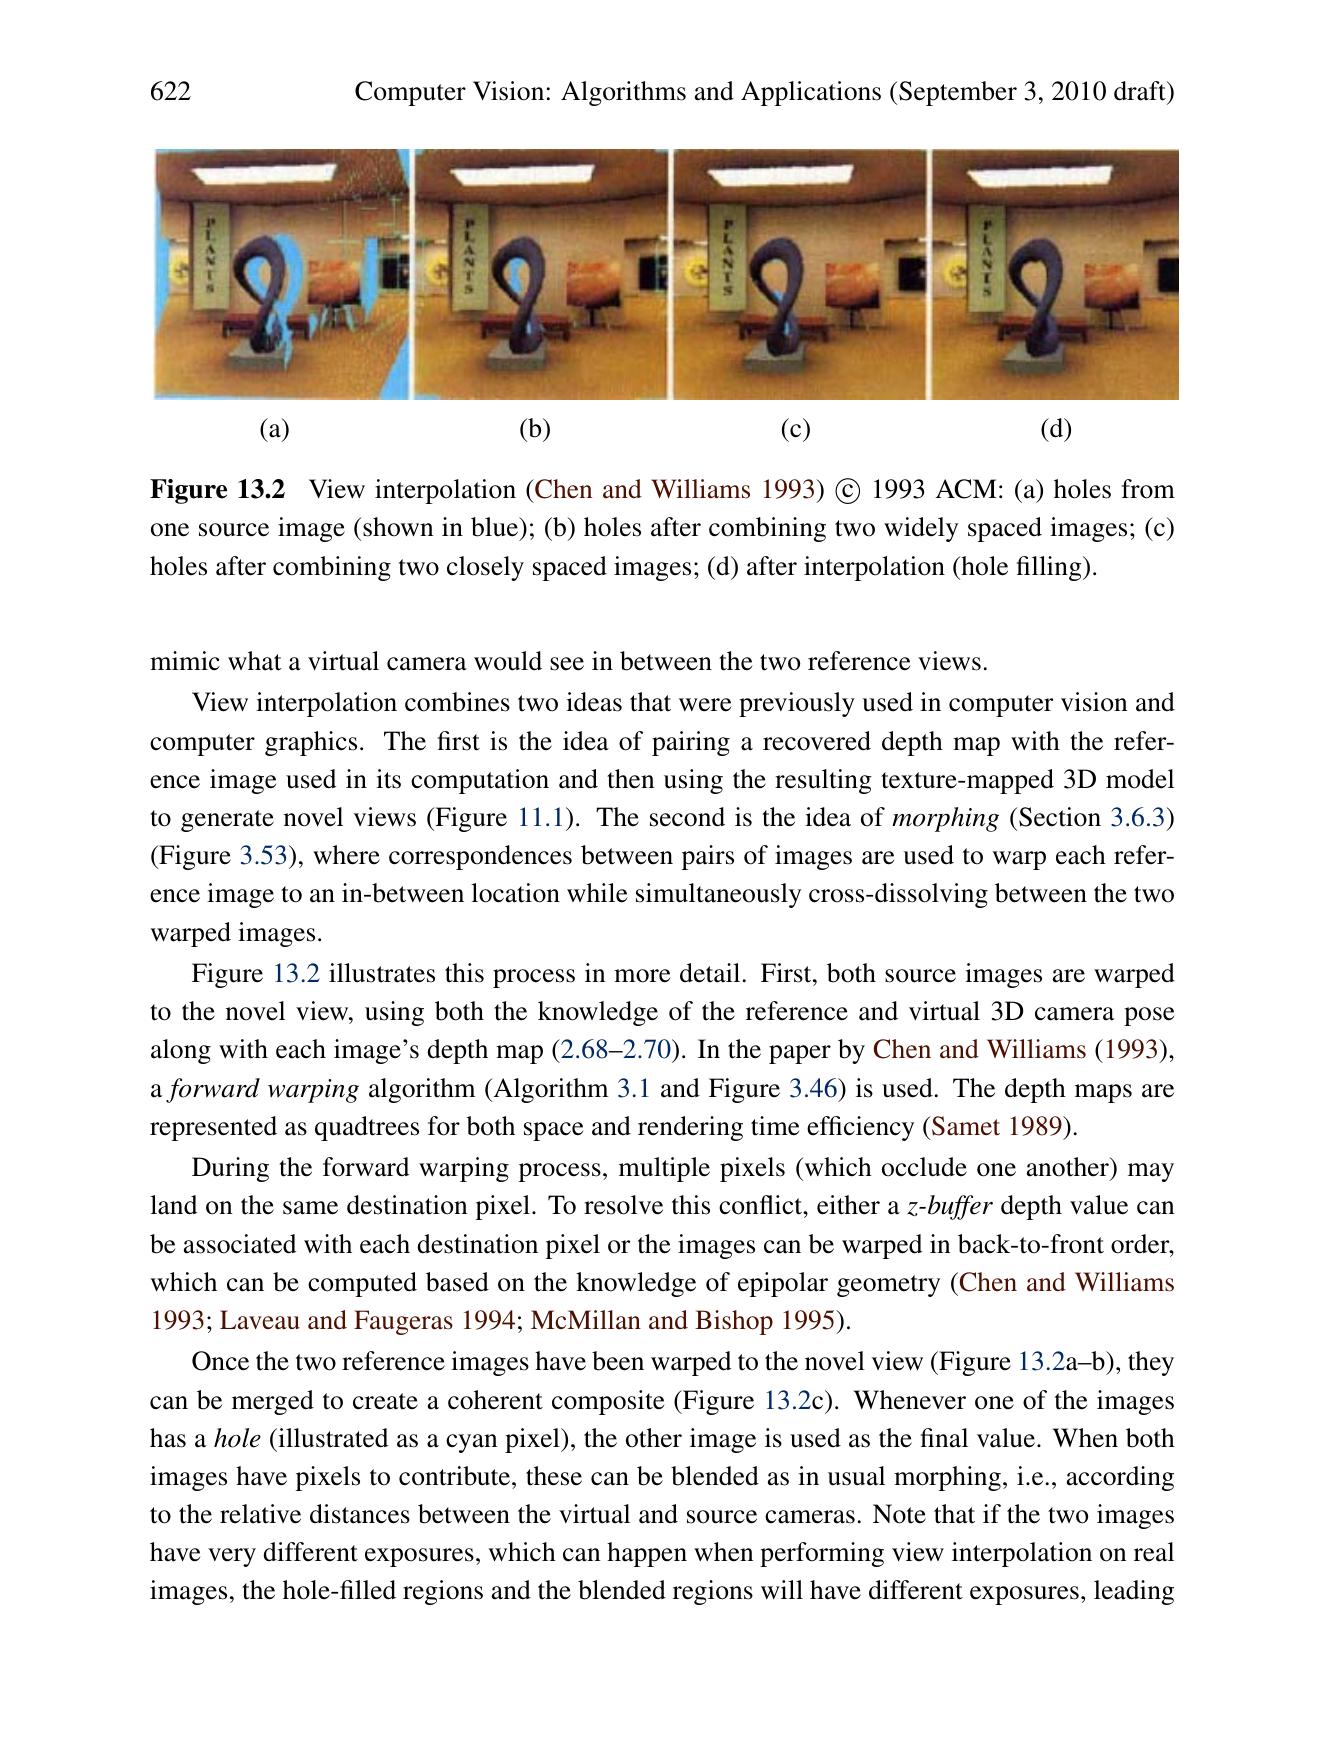 622 Computer Vision: Algorithms and Applications (September 3, 2010 draft)
PLANTS PLANTS PLANTS PLANTS
(a) (b) (c) (d)
Figure 13.2 View interpolation (Chen and Williams 1993) © 1993 ACM: (a) holes from
one source image (shown in blue); (b) holes after combining two widely spaced images; (c)
holes after combining two closely spaced images; (d) after interpolation (hole filling).
mimic what a virtual camera would see in between the two reference views.
View interpolation combines two ideas that were previously used in computer vision and
computer graphics. The first is the idea of pairing a recovered depth map with the refer-
ence image used in its computation and then using the resulting texture-mapped 3D model
to generate novel views (Figure 11.1). The second is the idea of morphing (Section 3.6.3)
(Figure 3.53), where correspondences between pairs of images are used to warp each refer-
ence image to an in-between location while simultaneously cross-dissolving between the two
warped images.
Figure 13.2 illustrates this process in more detail. First, both source images are warped
to the novel view, using both the knowledge of the reference and virtual 3D camera pose
along with each image's depth map (2.68–2.70). In the paper by Chen and Williams (1993),
a forward warping algorithm (Algorithm 3.1 and Figure 3.46) is used. The depth maps are
represented as quadtrees for both space and rendering time efficiency (Samet 1989).
During the forward warping process, multiple pixels (which occlude one another) may
land on the same destination pixel. To resolve this conflict, either a z-buffer depth value can
be associated with each destination pixel or the images can be warped in back-to-front order,
which can be computed based on the knowledge of epipolar geometry (Chen and Williams
1993; Laveau and Faugeras 1994; McMillan and Bishop 1995).
Once the two reference images have been warped to the novel view (Figure 13.2a–b), they
can be merged to create a coherent composite (Figure 13.2c). Whenever one of the images
has a hole (illustrated as a cyan pixel), the other image is used as the final value. When both
images have pixels to contribute, these can be blended as in usual morphing, i.e., according
to the relative distances between the virtual and source cameras. Note that if the two images
have very different exposures, which can happen when performing view interpolation on real
images, the hole-filled regions and the blended regions will have different exposures, leading